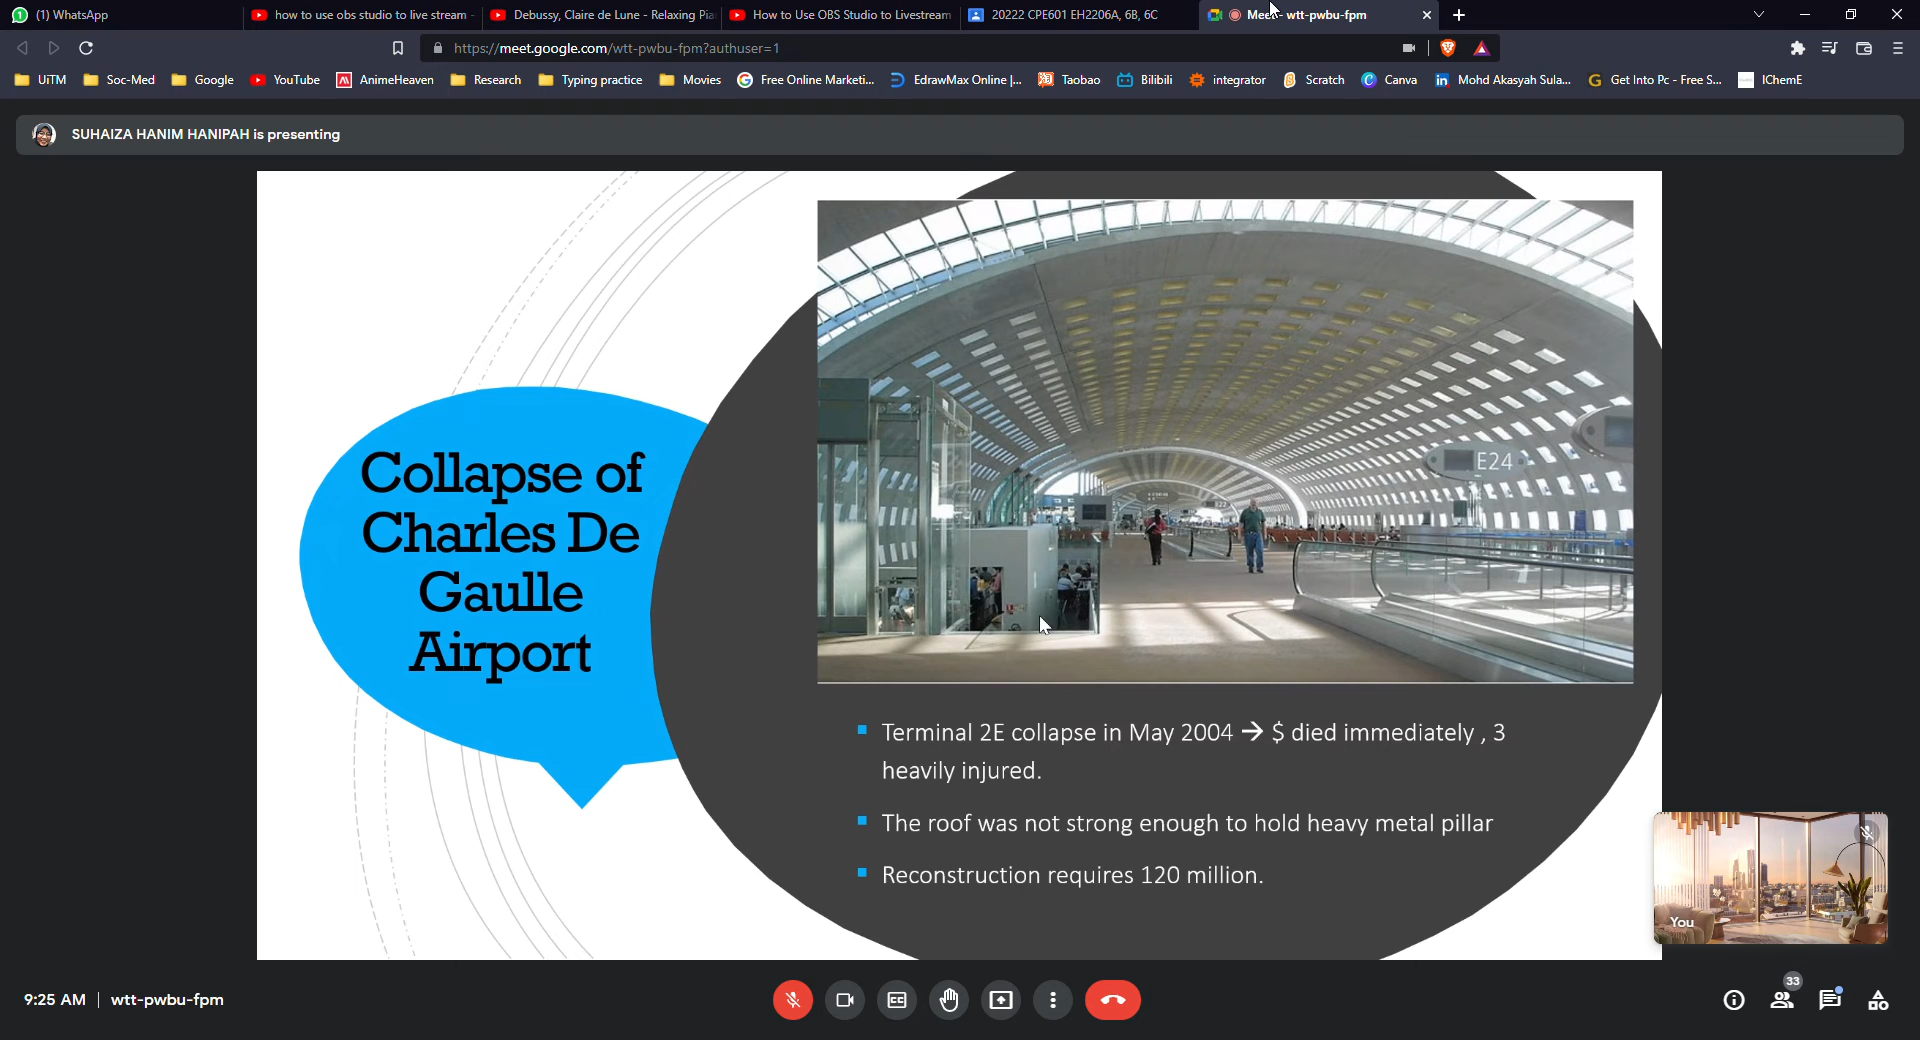 (1) WhatsApp
how to use obs studio to live stream -
Debussy, Claire de Lune - Relaxing Pia
How to Use OBS Studio to Livestream
20222 CPE601 EH2206A, 6B, 6C
Meet - wtt-pwbu-fpm
https://meet.google.com/wtt-pwbu-fpm?authuser=1
UiTM
Soc-Med
Google
YouTube
AnimeHeaven
Research
Typing practice
Movies
Free Online Marketi...
EdrawMax Online |...
Taobao
Bilibili
integrator
Scratch
Canva
Mohd Akasyah Sula...
Get Into Pc - Free S...
IChemE
SUHAIZA HANIM HANIPAH is presenting
E24
Collapse of
Charles De
Gaulle
Airport
Terminal 2E collapse in May 2004 → $ died immediately , 3
heavily injured.
The roof was not strong enough to hold heavy metal pillar
Reconstruction requires 120 million.
You
9:25 AM | wtt-pwbu-fpm
33